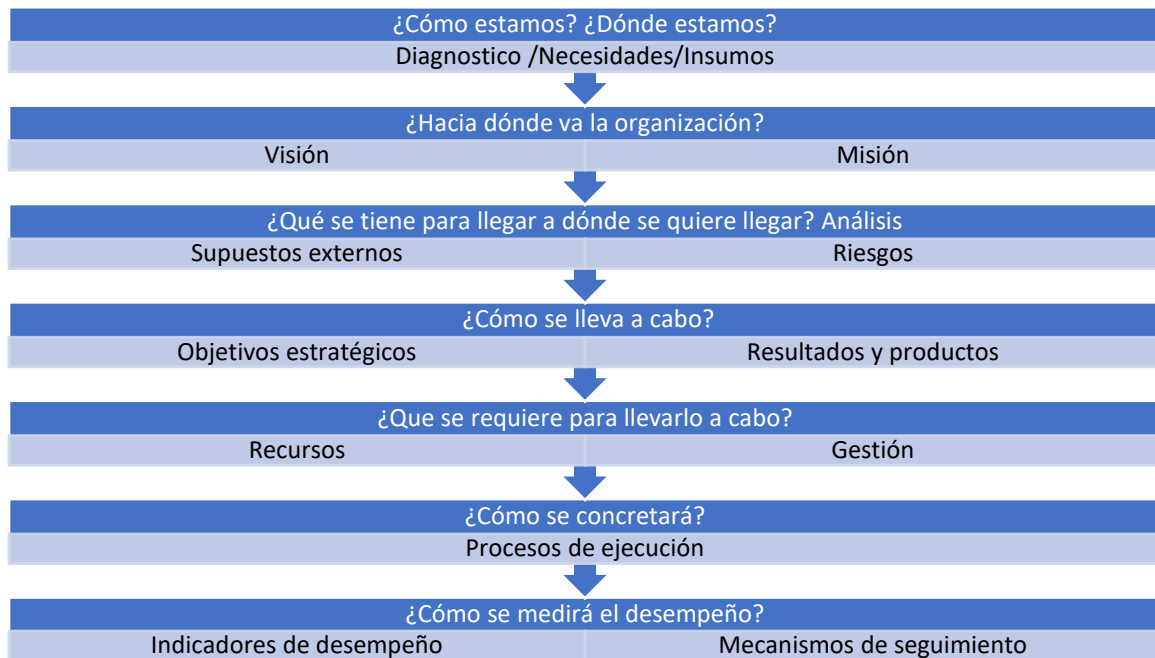 ¿Cómo estamos? ¿Dónde estamos?
Diagnostico /Necesidades/Insumos
¿Hacia dónde va la organización?
Visión Misión
¿Qué se tiene para llegar a dónde se quiere llegar? Análisis
Supuestos externos Riesgos
¿Cómo se lleva a cabo?
Objetivos estratégicos Resultados y productos
¿Que se requiere para llevarlo a cabo?
Recursos Gestión
¿Cómo se concretará?
Procesos de ejecución
¿Cómo se medirá el desempeño?
Indicadores de desempeño Mecanismos de seguimiento